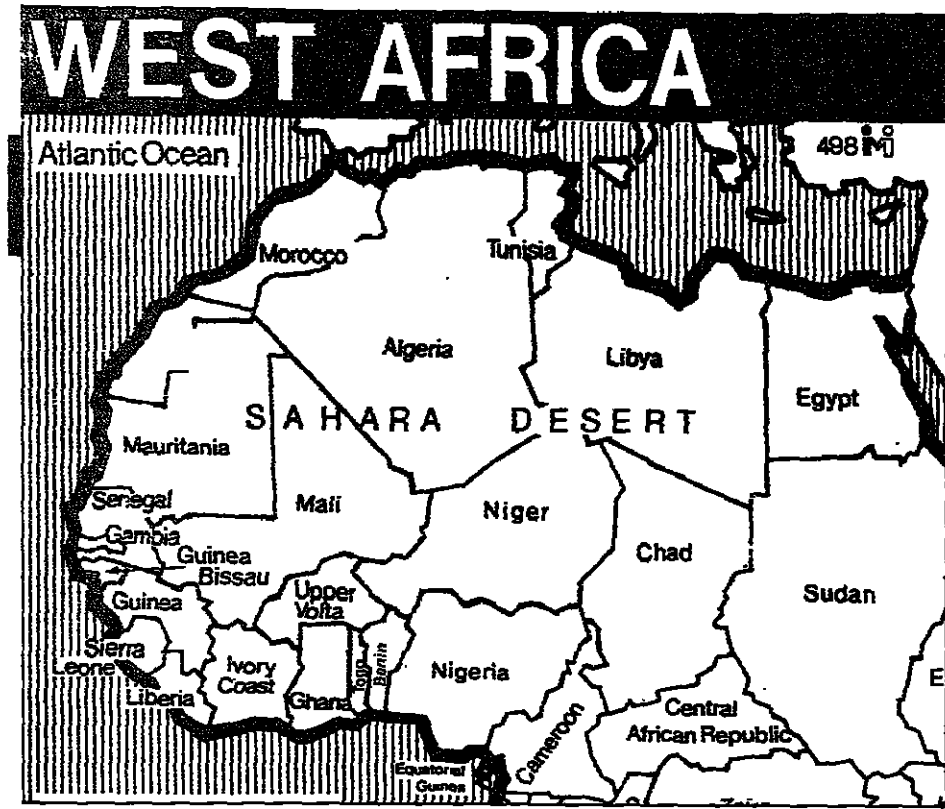 WEST AFRICA
Atlantic Ocean
498 Mi
Morocco
Tunisia
Algeria
Libya
Egypt
SAHARA DESERT
Mauritania
Senegal
Mali
Niger
Gambia
Chad
Guinea
Bissau
Guinea
Upper
Volta
Sudan
Sierra
Leone
Ivory
Coast
Togo
Benin
Nigeria
Liberia
Ghana
Central
African Republic
Cameroon
Equatorial
Guinea
E